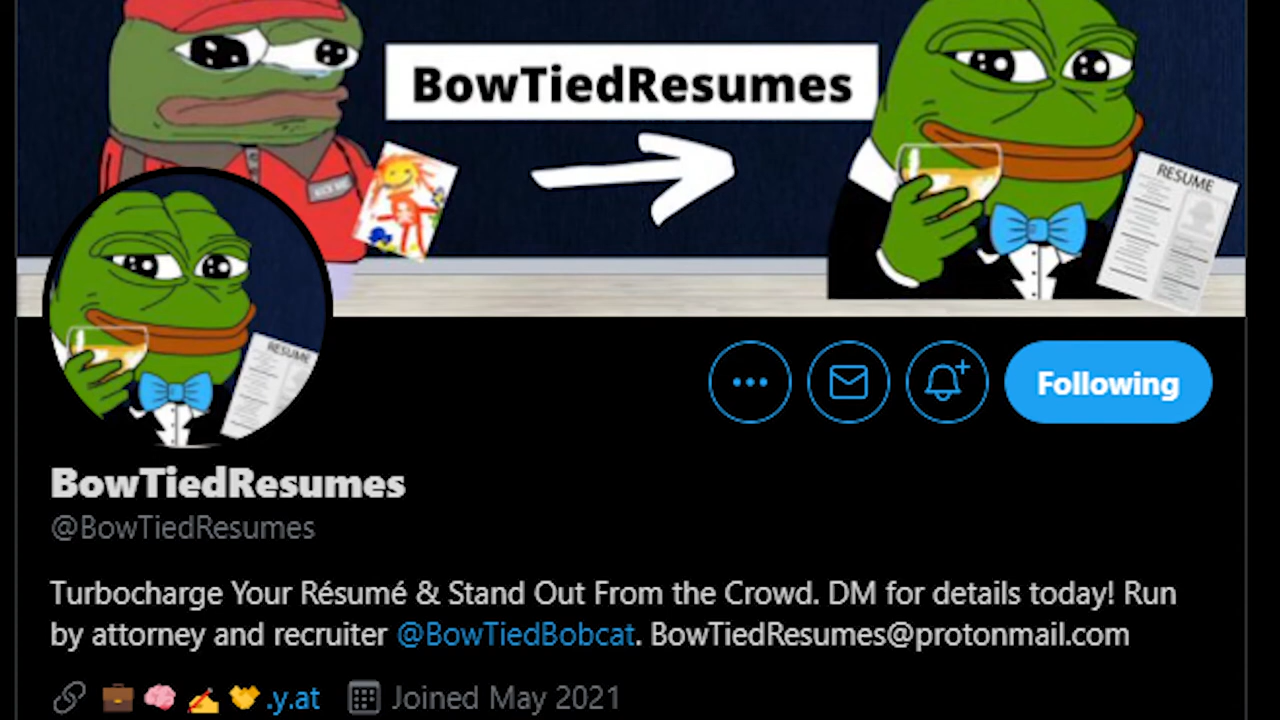 BowTiedResumes
RESUME
RESUME
Following
BowTiedResumes
@BowTiedResumes
Turbocharge Your Résumé & Stand Out From the Crowd. DM for details today! Run
by attorney and recruiter @BowTiedBobcat. BowTiedResumes@protonmail.com
.y.at Joined May 2021